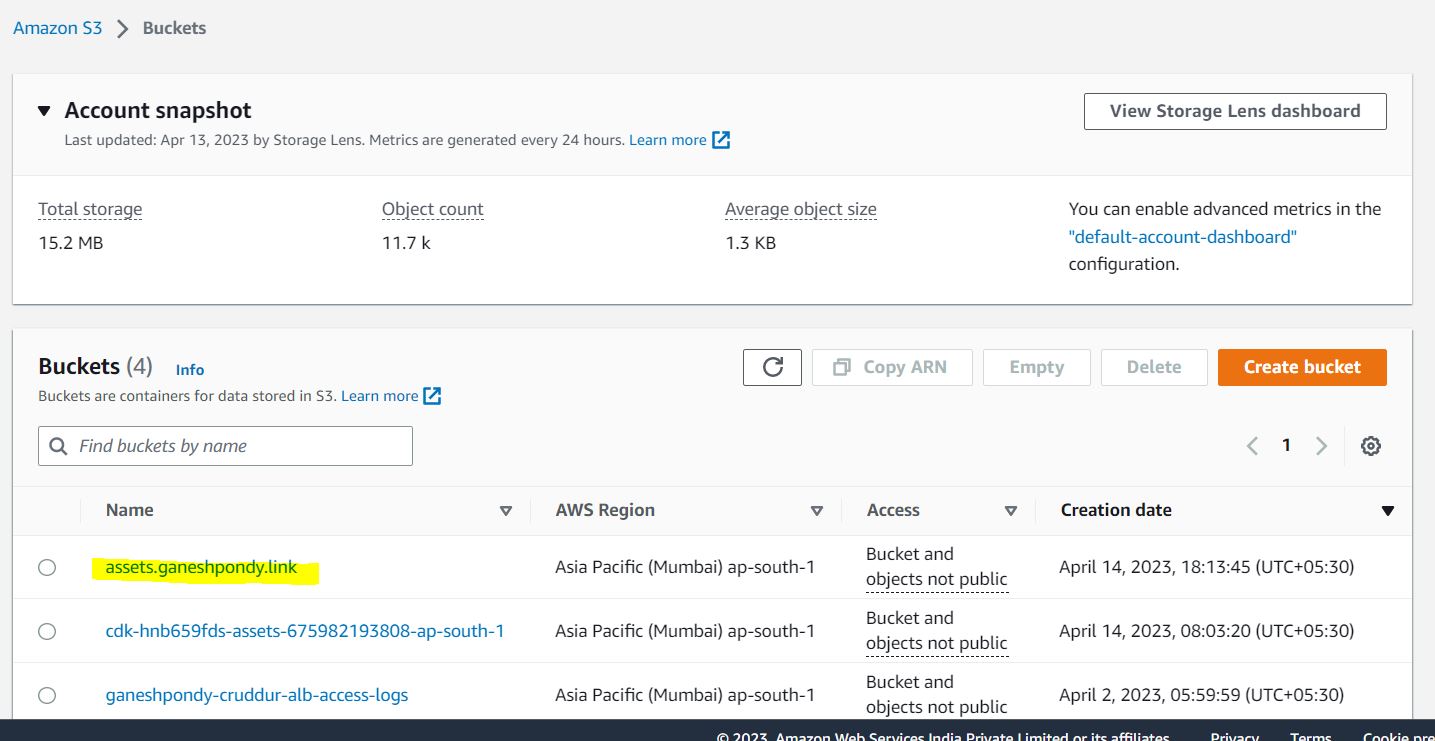 Amazon S3 > Buckets
Account snapshot
View Storage Lens dashboard
Last updated: Apr 13, 2023 by Storage Lens. Metrics are generated every 24 hours. Learn more
Total storage
15.2 MB
Object count
11.7 k
Average object size
1.3 KB
You can enable advanced metrics in the
"default-account-dashboard"
configuration.
Buckets (4) Info
Buckets are containers for data stored in S3. Learn more
Copy ARN
Empty
Delete
Create bucket
Find buckets by name
1
Name AWS Region Access Creation date
assets.ganeshpondy.link Asia Pacific (Mumbai) ap-south-1 Bucket and
objects not public April 14, 2023, 18:13:45 (UTC+05:30)
cdk-hnb659fds-assets-675982193808-ap-south-1 Asia Pacific (Mumbai) ap-south-1 Bucket and
objects not public April 14, 2023, 08:03:20 (UTC+05:30)
ganeshpondy-cruddur-alb-access-logs Asia Pacific (Mumbai) ap-south-1 Bucket and
objects not public April 2, 2023, 05:59:59 (UTC+05:30)
© 2023, Amazon Web Services India Private Limited or its affiliates. Privacy Terms Cookie pre